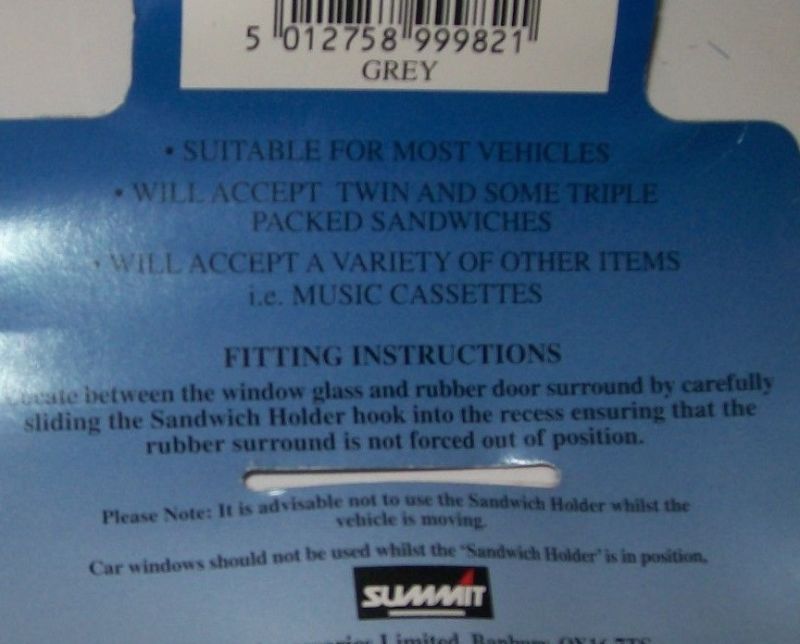 5 012758 999821
GREY
• SUITABLE FOR MOST VEHICLES
• WILL ACCEPT TWIN AND SOME TRIPLE
PACKED SANDWICHES
• WILL ACCEPT A VARIETY OF OTHER ITEMS
i.e. MUSIC CASSETTES
FITTING INSTRUCTIONS
Locate between the window glass and rubber door surround by carefully
sliding the Sandwich Holder hook into the recess ensuring that the
rubber surround is not forced out of position.
Please Note: It is advisable not to use the Sandwich Holder whilst the
vehicle is moving.
Car windows should not be used whilst the 'Sandwich Holder' is in position.
SUMMIT
Limited, Banbury